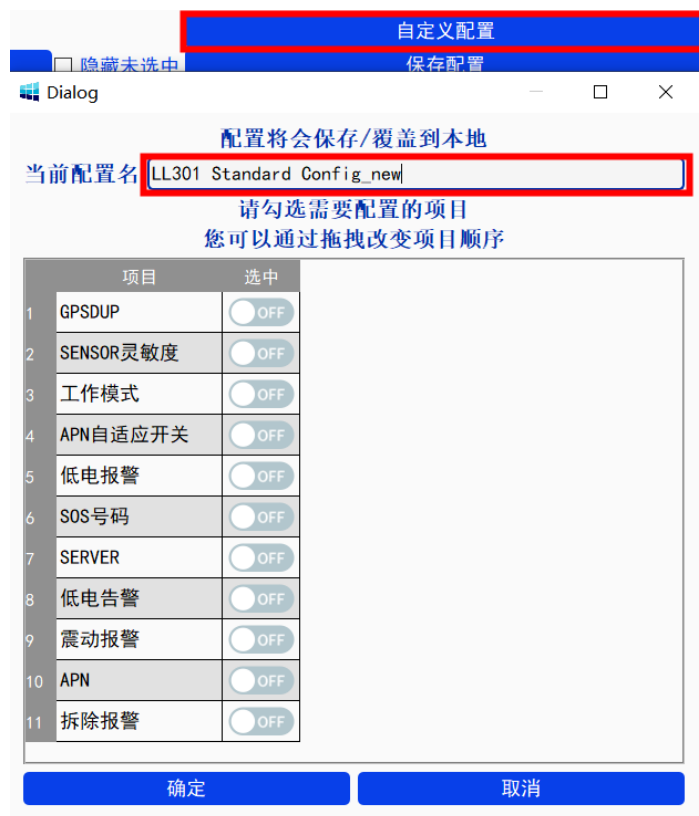 自定义配置
隐藏未选中
保存配置
Dialog
配置将会保存/覆盖到本地
当前配置名 LL301 Standard Config_new
请勾选需要配置的项目
您可以通过拖拽改变项目顺序
项目 选中
1 GPSDUP OFF
2 SENSOR灵敏度 OFF
3 工作模式 OFF
4 APN自适应开关 OFF
5 低电报警 OFF
6 SOS号码 OFF
7 SERVER OFF
8 低电告警 OFF
9 震动报警 OFF
10 APN OFF
11 拆除报警 OFF
确定 取消